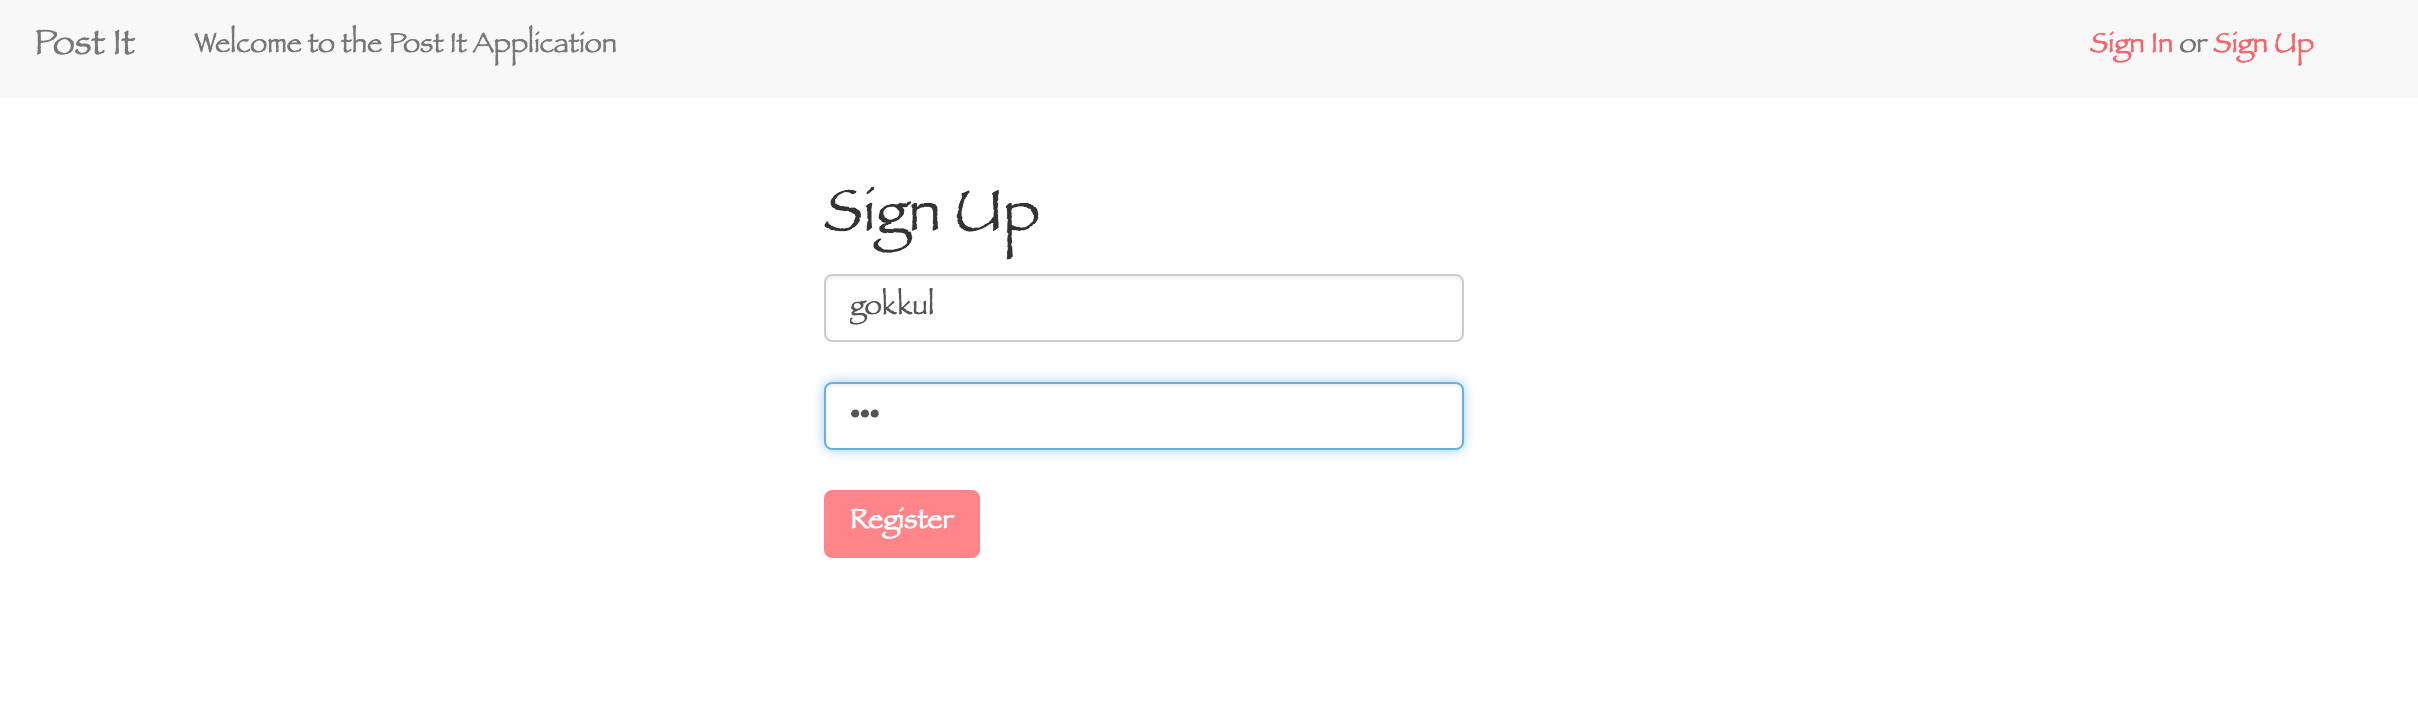 Post It Welcome to the Post It Application Sign In or Sign Up
Sign Up
gokkul
•••
Register